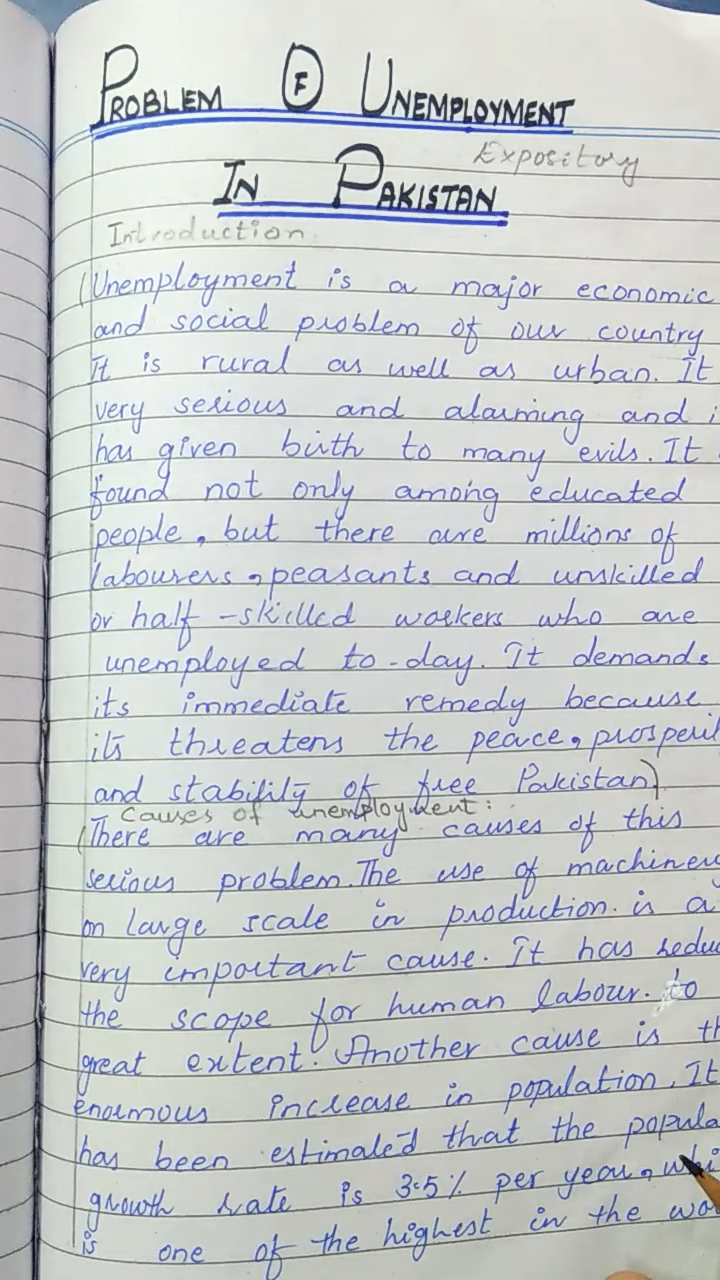 PROBLEM OF UNEMPLOYMENT
Expository
IN PAKISTAN
Introduction.
(Unemployment is a major economic
and social problem of our country
It is rural as well as urban. It
very serious and alarming and i
has given birth to many evils. It
found not only among educated
people, but there are millions of
labourers, peasants and unskilled
or half-skilled workers who are
unemployed to-day. It demands
its immediate remedy because
its threatens the peace, prosperit
and stability of free Pakistan)
Causes of unemployment:
(There are many causes of this
serious problem. The use of machinery
on large scale in production. is a
very important cause. It has reduc
the scope for human labour. to
great extent. Another cause is th
enormous increase in population. It
has been estimated that the popula
growth rate is 3.5% per year, whi
is one of the highest in the wor